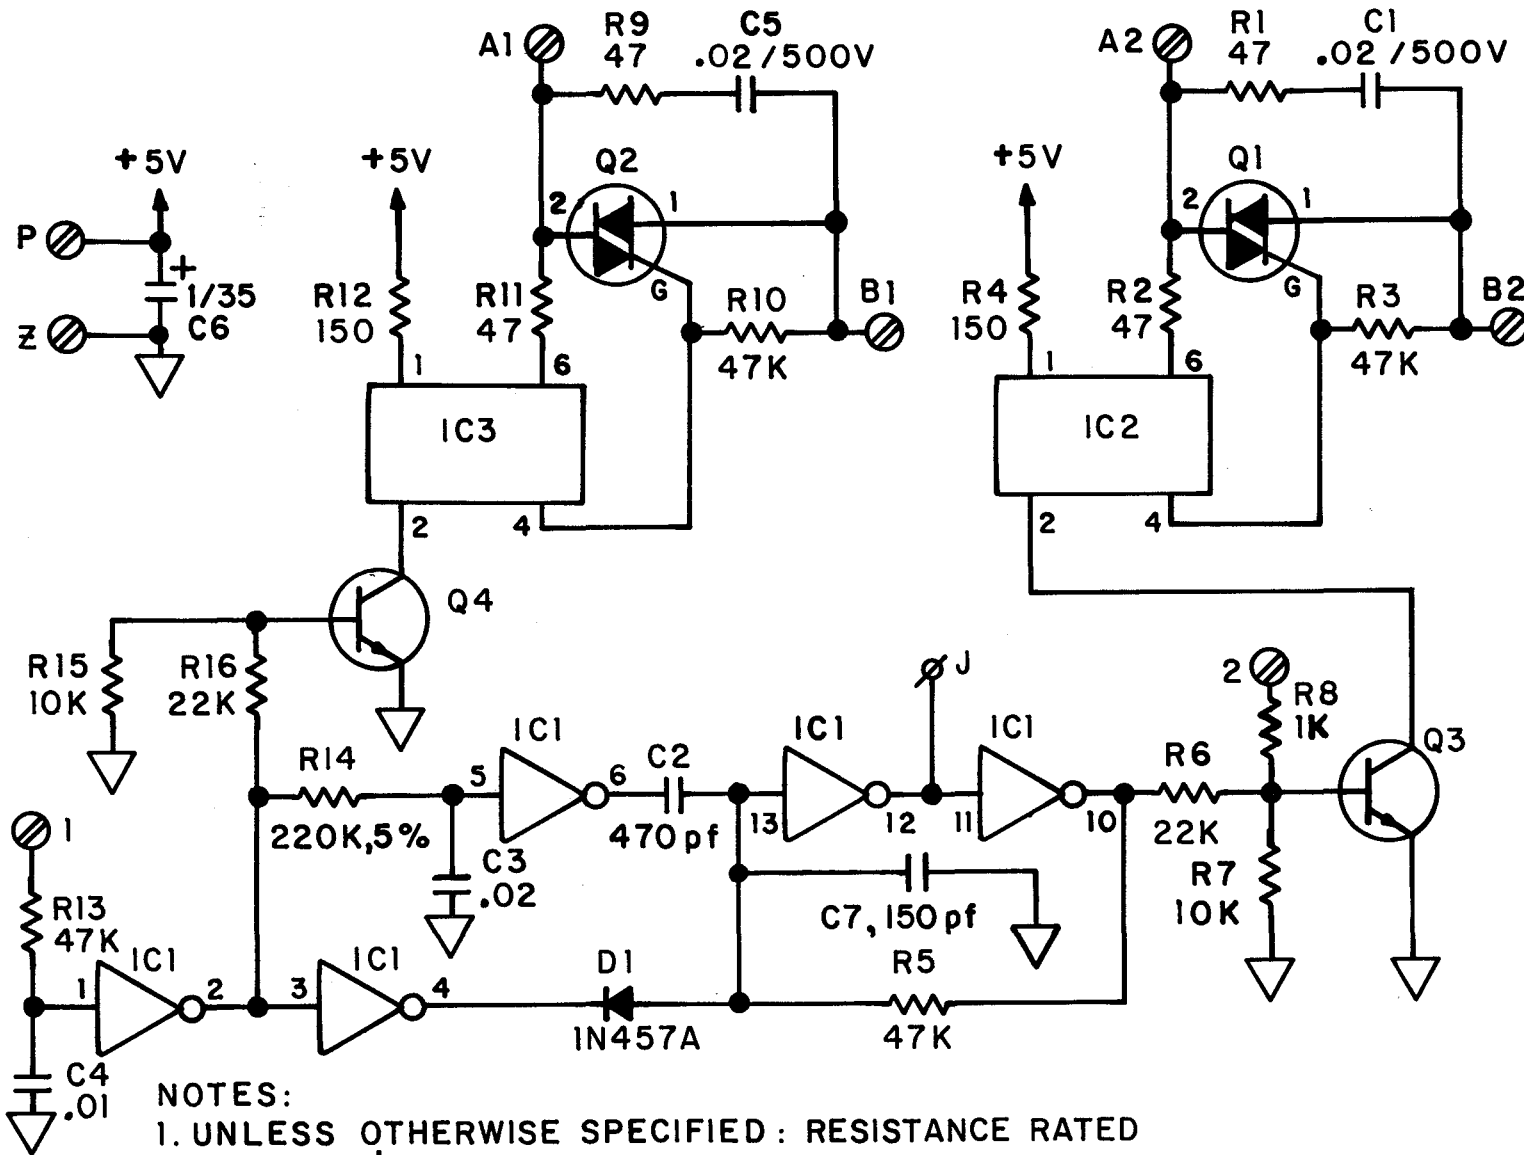 A1
R9
47
C5
.02/500V
A2
R1
47
C1
.02/500V
+5V
P
+
1/35
C6
Z
+5V
R12
150
Q2
2
1
G
R11
47
R10
47K
B1
1
6
IC3
2
4
+5V
R4
150
Q1
2
1
G
R2
47
R3
47K
B2
1
6
IC2
2
4
Q4
R15
10K
R16
22K
R14
220K,5%
5
IC1
6
C2
470pf
C3
.02
13
IC1
12
J
11
IC1
10
R6
22K
2
R8
1K
Q3
R7
10K
C7, 150pf
1
R13
47K
1
IC1
2
3
IC1
4
D1
1N457A
R5
47K
C4
.01
NOTES:
1. UNLESS OTHERWISE SPECIFIED: RESISTANCE RATED